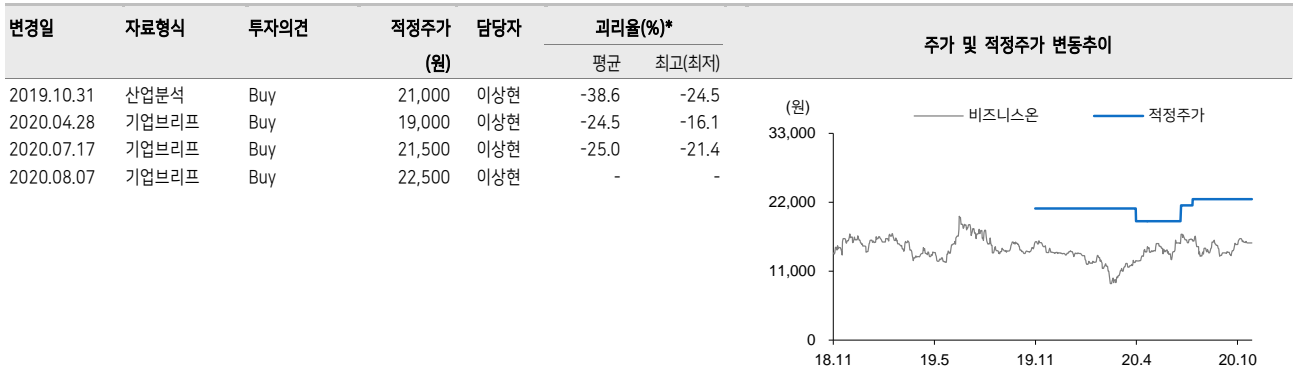 변경일 자료형식 투자의견 적정주가 담당자 괴리율(%)* 주가 및 적정주가 변동추이
(원) 평균 최고(최저)
2019.10.31 산업분석 Buy 21,000 이상현 -38.6 -24.5
2020.04.28 기업브리프 Buy 19,000 이상현 -24.5 -16.1
2020.07.17 기업브리프 Buy 21,500 이상현 -25.0 -21.4
2020.08.07 기업브리프 Buy 22,500 이상현 - -
(원)
비즈니스온 적정주가
33,000
22,000
11,000
0
18.11 19.5 19.11 20.4 20.10